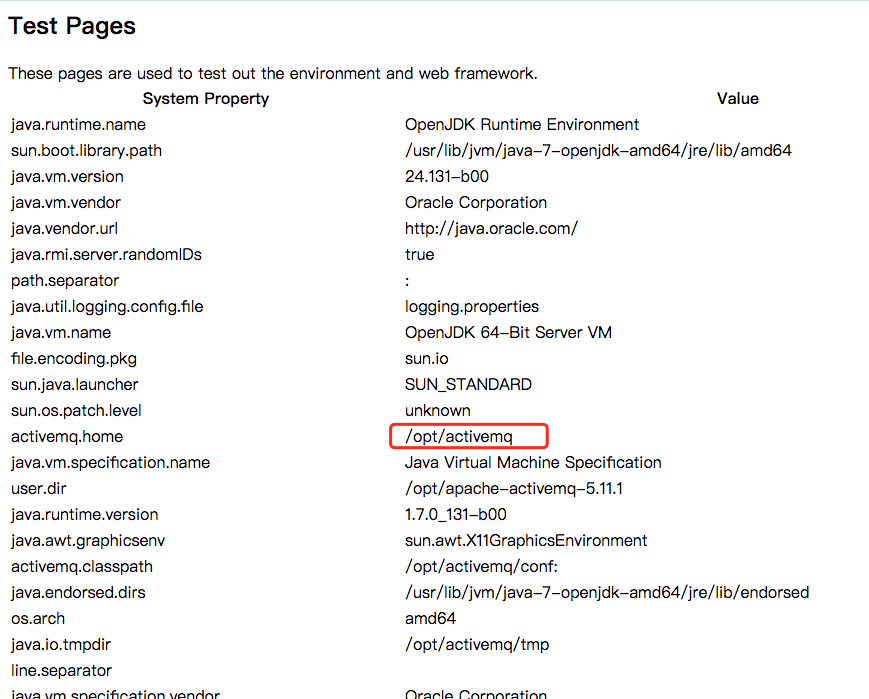 Test Pages
These pages are used to test out the environment and web framework.
System Property Value
java.runtime.name OpenJDK Runtime Environment
sun.boot.library.path /usr/lib/jvm/java-7-openjdk-amd64/jre/lib/amd64
java.vm.version 24.131-b00
java.vm.vendor Oracle Corporation
java.vendor.url http://java.oracle.com/
java.rmi.server.randomIDs true
path.separator :
java.util.logging.config.file logging.properties
java.vm.name OpenJDK 64-Bit Server VM
file.encoding.pkg sun.io
sun.java.launcher SUN_STANDARD
sun.os.patch.level unknown
activemq.home /opt/activemq
java.vm.specification.name Java Virtual Machine Specification
user.dir /opt/apache-activemq-5.11.1
java.runtime.version 1.7.0_131-b00
java.awt.graphicsenv sun.awt.X11GraphicsEnvironment
activemq.classpath /opt/activemq/conf:
java.endorsed.dirs /usr/lib/jvm/java-7-openjdk-amd64/jre/lib/endorsed
os.arch amd64
java.io.tmpdir /opt/activemq/tmp
line.separator
java.vm.specification.vendor Oracle Corporation